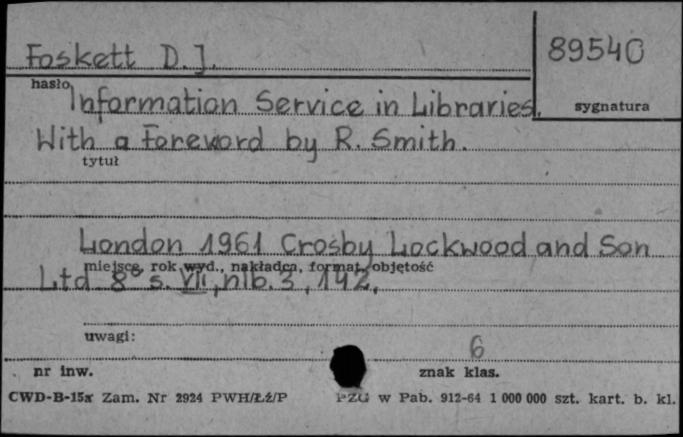 Foskett D.J.
89540
hasło
sygnatura
Information Service in Libraries.
With a Foreword by R. Smith.
tytuł
London 1961 Crosby Lockwood and Son
miejsce, rok wyd., nakładca, format, objętość
Ltd 8° s. VII, nlb. 3, 142,
uwagi:
6
nr inw.
znak klas.
CWD-B-15x Zam. Nr 2924 PWH/Łź/P PZG w Pab. 912-64 1 000 000 szt. kart. b. kl.